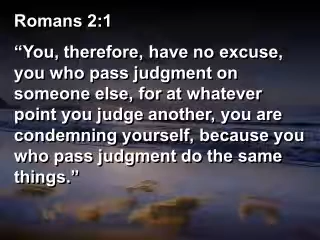 Romans 2:1
“You, therefore, have no excuse,
you who pass judgment on
someone else, for at whatever
point you judge another, you are
condemning yourself, because you
who pass judgment do the same
things.”